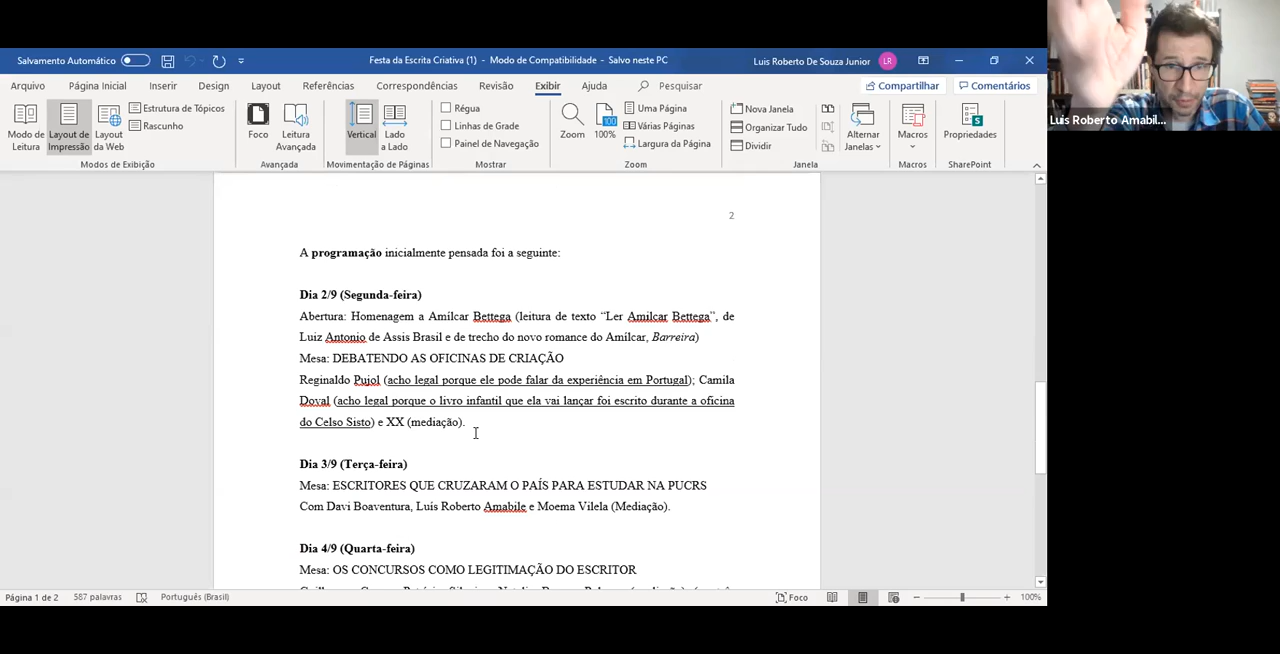 Salvamento Automático
Festa da Escrita Criativa (1) - Modo de Compatibilidade - Salvo neste PC
Luis Roberto De Souza Junior LR
Arquivo Página Inicial Inserir Design Layout Referências Correspondências Revisão Exibir Ajuda Pesquisar Compartilhar Comentários
Modo de Leitura
Layout de Impressão
Layout da Web
Estrutura de Tópicos
Rascunho
Modos de Exibição
Foco
Leitura Avançada
Avançada
Vertical
Lado a Lado
Movimentação de Páginas
Régua
Linhas de Grade
Painel de Navegação
Mostrar
Zoom
100
100%
Uma Página
Várias Páginas
Largura da Página
Zoom
Nova Janela
Organizar Tudo
Dividir
Alternar Janelas
Janela
Macros
Macros
Propriedades
SharePoint
Luis Roberto Amabil...
2
A programação inicialmente pensada foi a seguinte:
Dia 2/9 (Segunda-feira)
Abertura: Homenagem a Amílcar Bettega (leitura de texto “Ler Amilcar Bettega”, de
Luiz Antonio de Assis Brasil e de trecho do novo romance do Amílcar, Barreira)
Mesa: DEBATENDO AS OFICINAS DE CRIAÇÃO
Reginaldo Pujol (acho legal porque ele pode falar da experiência em Portugal); Camila
Doval (acho legal porque o livro infantil que ela vai lançar foi escrito durante a oficina
do Celso Sisto) e XX (mediação).
Dia 3/9 (Terça-feira)
Mesa: ESCRITORES QUE CRUZARAM O PAÍS PARA ESTUDAR NA PUCRS
Com Davi Boaventura, Luís Roberto Amabile e Moema Vilela (Mediação).
Dia 4/9 (Quarta-feira)
Mesa: OS CONCURSOS COMO LEGITIMAÇÃO DO ESCRITOR
Página 1 de 2 587 palavras Português (Brasil) Foco 100%